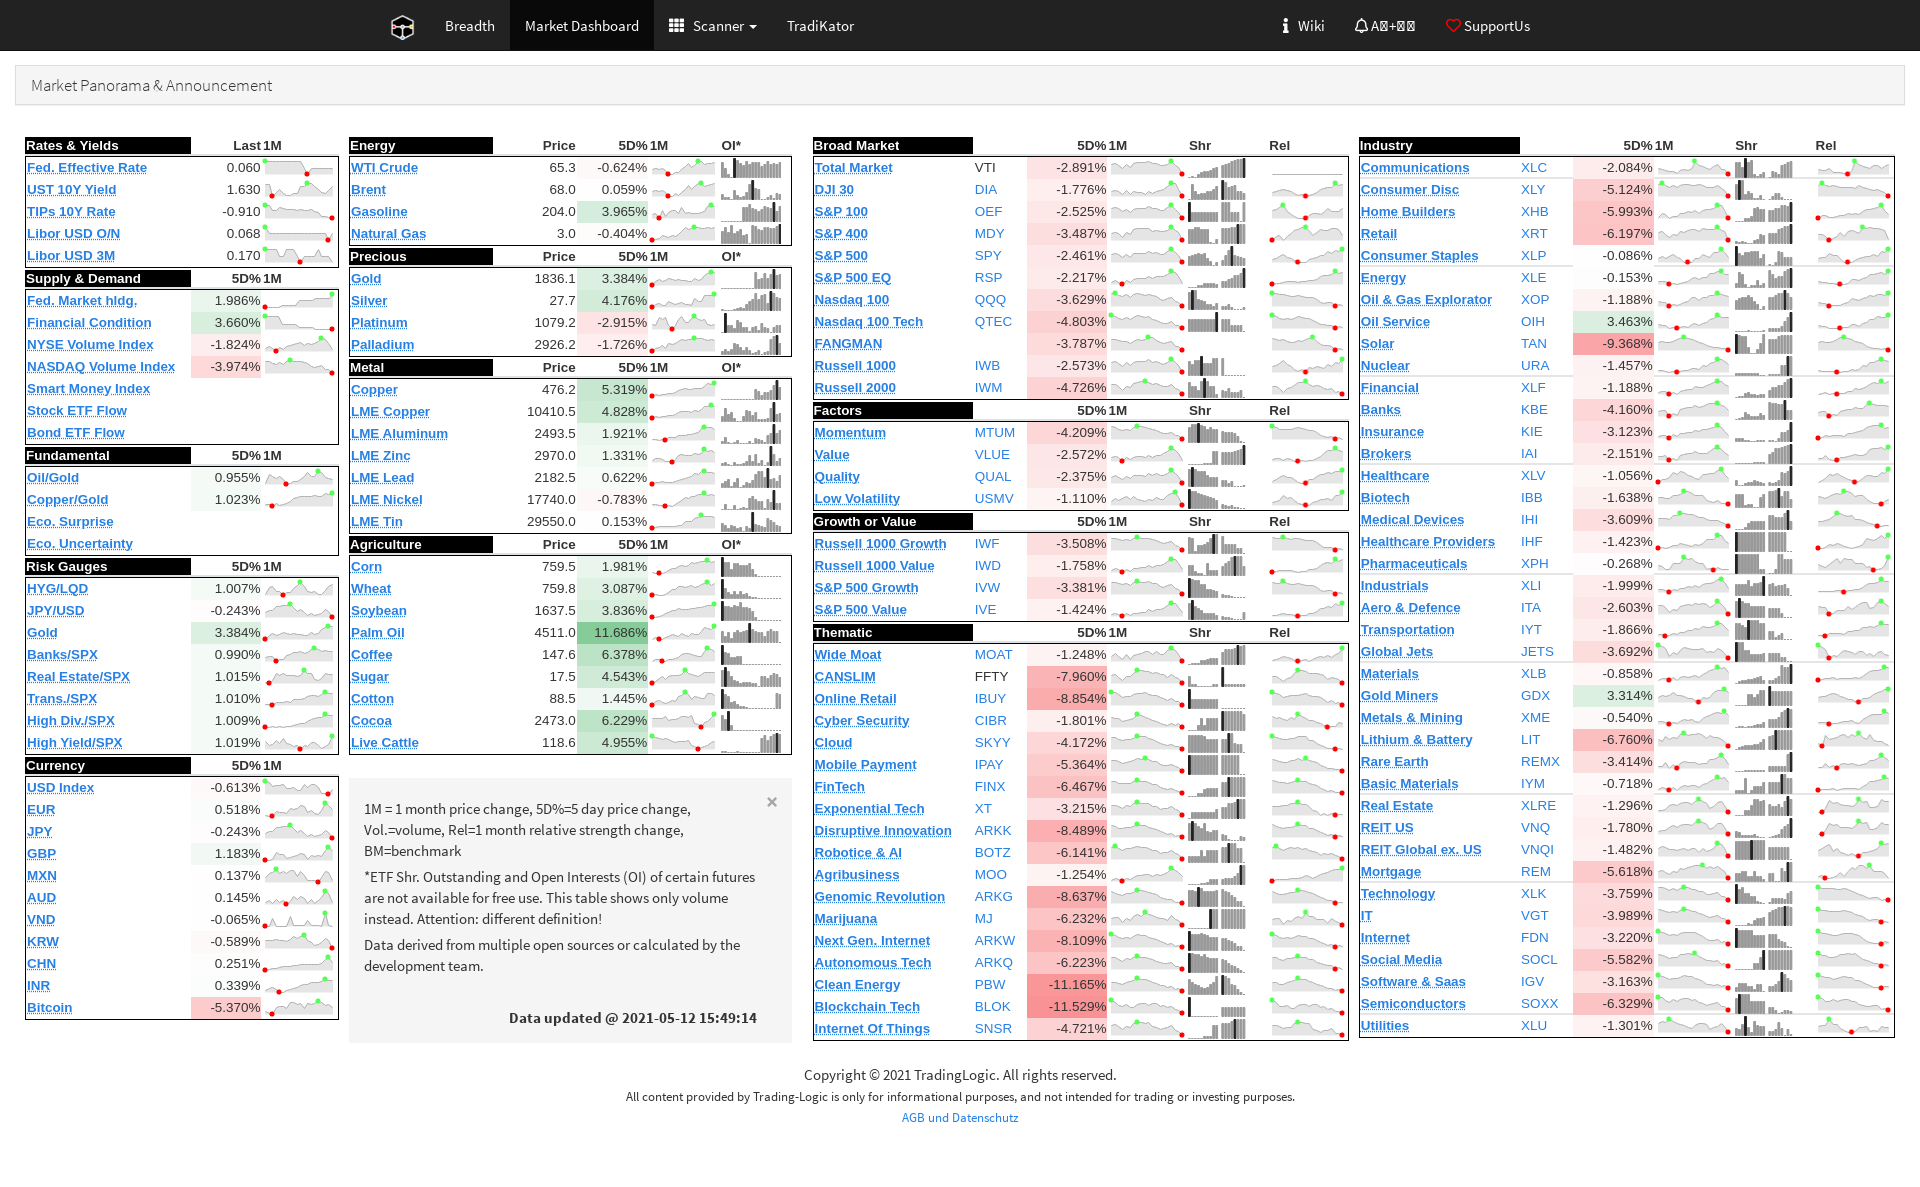 Breadth Market Dashboard Scanner TradiKator Wiki SupportUs
Market Panorama & Announcement
Rates & Yields Last 1M
Fed. Effective Rate 0.060
UST 10Y Yield 1.630
TIPs 10Y Rate -0.910
Libor USD O/N 0.068
Libor USD 3M 0.170
Supply & Demand 5D% 1M
Fed. Market hldg. 1.986%
Financial Condition 3.660%
NYSE Volume Index -1.824%
NASDAQ Volume Index -3.974%
Smart Money Index
Stock ETF Flow
Bond ETF Flow
Fundamental 5D% 1M
Oil/Gold 0.955%
Copper/Gold 1.023%
Eco. Surprise
Eco. Uncertainty
Risk Gauges 5D% 1M
HYG/LQD 1.007%
JPY/USD -0.243%
Gold 3.384%
Banks/SPX 0.990%
Real Estate/SPX 1.015%
Trans./SPX 1.010%
High Div./SPX 1.009%
High Yield/SPX 1.019%
Currency 5D% 1M
USD Index -0.613%
EUR 0.518%
JPY -0.243%
GBP 1.183%
MXN 0.137%
AUD 0.145%
VND -0.065%
KRW -0.589%
CHN 0.251%
INR 0.339%
Bitcoin -5.370%
Energy Price 5D% 1M OI*
WTI Crude 65.3 -0.624%
Brent 68.0 0.059%
Gasoline 204.0 3.965%
Natural Gas 3.0 -0.404%
Precious Price 5D% 1M OI*
Gold 1836.1 3.384%
Silver 27.7 4.176%
Platinum 1079.2 -2.915%
Palladium 2926.2 -1.726%
Metal Price 5D% 1M OI*
Copper 476.2 5.319%
LME Copper 10410.5 4.828%
LME Aluminum 2493.5 1.921%
LME Zinc 2970.0 1.331%
LME Lead 2182.5 0.622%
LME Nickel 17740.0 -0.783%
LME Tin 29550.0 0.153%
Agriculture Price 5D% 1M OI*
Corn 759.5 1.981%
Wheat 759.8 3.087%
Soybean 1637.5 3.836%
Palm Oil 4511.0 11.686%
Coffee 147.6 6.378%
Sugar 17.5 4.543%
Cotton 88.5 1.445%
Cocoa 2473.0 6.229%
Live Cattle 118.6 4.955%
×
1M = 1 month price change, 5D%=5 day price change,
Vol.=volume, Rel=1 month relative strength change,
BM=benchmark
*ETF Shr. Outstanding and Open Interests (OI) of certain futures
are not available for free use. This table shows only volume
instead. Attention: different definition!
Data derived from multiple open sources or calculated by the
development team.
Data updated @ 2021-05-12 15:49:14
Broad Market 5D% 1M Shr Rel
Total Market VTI -2.891%
DJI 30 DIA -1.776%
S&P 100 OEF -2.525%
S&P 400 MDY -3.487%
S&P 500 SPY -2.461%
S&P 500 EQ RSP -2.217%
Nasdaq 100 QQQ -3.629%
Nasdaq 100 Tech QTEC -4.803%
FANGMAN -3.787%
Russell 1000 IWB -2.573%
Russell 2000 IWM -4.726%
Factors 5D% 1M Shr Rel
Momentum MTUM -4.209%
Value VLUE -2.572%
Quality QUAL -2.375%
Low Volatility USMV -1.110%
Growth or Value 5D% 1M Shr Rel
Russell 1000 Growth IWF -3.508%
Russell 1000 Value IWD -1.758%
S&P 500 Growth IVW -3.381%
S&P 500 Value IVE -1.424%
Thematic 5D% 1M Shr Rel
Wide Moat MOAT -1.248%
CANSLIM FFTY -7.960%
Online Retail IBUY -8.854%
Cyber Security CIBR -1.801%
Cloud SKYY -4.172%
Mobile Payment IPAY -5.364%
FinTech FINX -6.467%
Exponential Tech XT -3.215%
Disruptive Innovation ARKK -8.489%
Robotice & AI BOTZ -6.141%
Agribusiness MOO -1.254%
Genomic Revolution ARKG -8.637%
Marijuana MJ -6.232%
Next Gen. Internet ARKW -8.109%
Autonomous Tech ARKQ -6.223%
Clean Energy PBW -11.165%
Blockchain Tech BLOK -11.529%
Internet Of Things SNSR -4.721%
Industry 5D% 1M Shr Rel
Communications XLC -2.084%
Consumer Disc XLY -5.124%
Home Builders XHB -5.993%
Retail XRT -6.197%
Consumer Staples XLP -0.086%
Energy XLE -0.153%
Oil & Gas Explorator XOP -1.188%
Oil Service OIH 3.463%
Solar TAN -9.368%
Nuclear URA -1.457%
Financial XLF -1.188%
Banks KBE -4.160%
Insurance KIE -3.123%
Brokers IAI -2.151%
Healthcare XLV -1.056%
Biotech IBB -1.638%
Medical Devices IHI -3.609%
Healthcare Providers IHF -1.423%
Pharmaceuticals XPH -0.268%
Industrials XLI -1.999%
Aero & Defence ITA -2.603%
Transportation IYT -1.866%
Global Jets JETS -3.692%
Materials XLB -0.858%
Gold Miners GDX 3.314%
Metals & Mining XME -0.540%
Lithium & Battery LIT -6.760%
Rare Earth REMX -3.414%
Basic Materials IYM -0.718%
Real Estate XLRE -1.296%
REIT US VNQ -1.780%
REIT Global ex. US VNQI -1.482%
Mortgage REM -5.618%
Technology XLK -3.759%
IT VGT -3.989%
Internet FDN -3.220%
Social Media SOCL -5.582%
Software & Saas IGV -3.163%
Semiconductors SOXX -6.329%
Utilities XLU -1.301%
Copyright © 2021 TradingLogic. All rights reserved.
All content provided by Trading-Logic is only for informational purposes, and not intended for trading or investing purposes.
AGB und Datenschutz